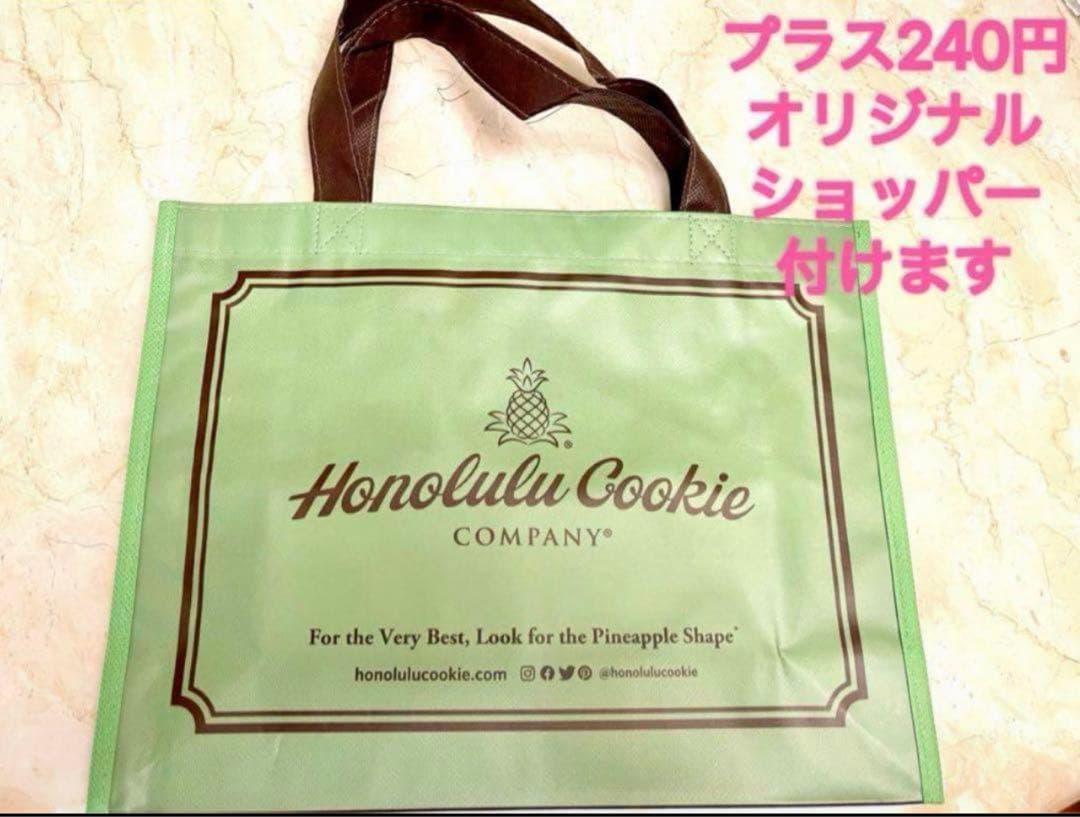 プラス240円
オリジナル
ショッパー
付けます
Honolulu Cookie
COMPANY®
For the Very Best, Look for the Pineapple Shape®
honolulucookie.com @honolulucookie